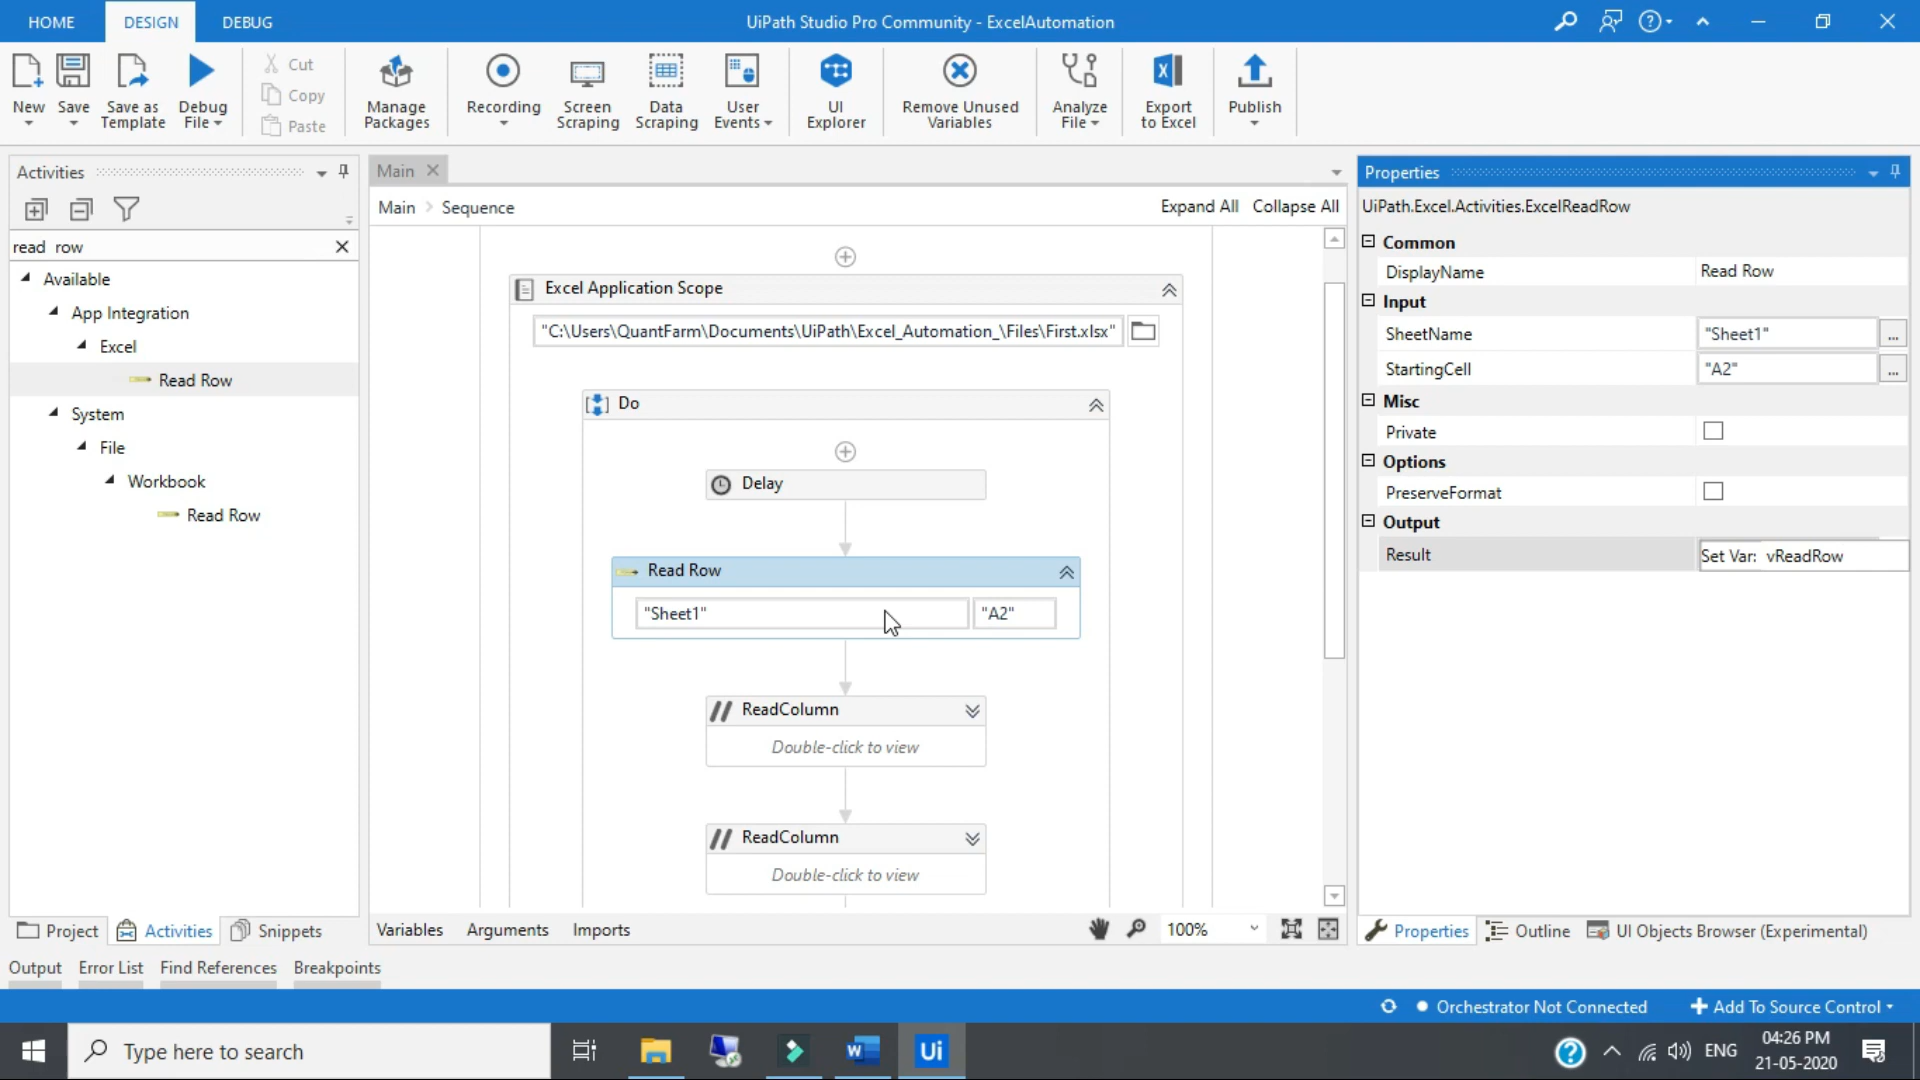 HOME DESIGN DEBUG UiPath Studio Pro Community - ExcelAutomation
New
Save
Save as Template
Debug File
Cut
Copy
Paste
Manage Packages
Recording
Screen Scraping
Data Scraping
User Events
UI Explorer
Remove Unused Variables
Analyze File
Export to Excel
Publish
Activities
read row
Available
App Integration
Excel
Read Row
System
File
Workbook
Read Row
Project Activities Snippets
Main
Main Sequence Expand All Collapse All
Excel Application Scope
"C:\Users\QuantFarm\Documents\UiPath\Excel_Automation_\Files\First.xlsx"
Do
Delay
Read Row
"Sheet1" "A2"
// ReadColumn
Double-click to view
// ReadColumn
Double-click to view
Variables Arguments Imports 100%
Properties
UiPath.Excel.Activities.ExcelReadRow
Common
DisplayName Read Row
Input
SheetName "Sheet1" ...
StartingCell "A2" ...
Misc
Private
Options
PreserveFormat
Output
Result Set Var: vReadRow
Properties Outline UI Objects Browser (Experimental)
Output Error List Find References Breakpoints
Orchestrator Not Connected Add To Source Control
Type here to search
Ui
ENG
04:26 PM
21-05-2020